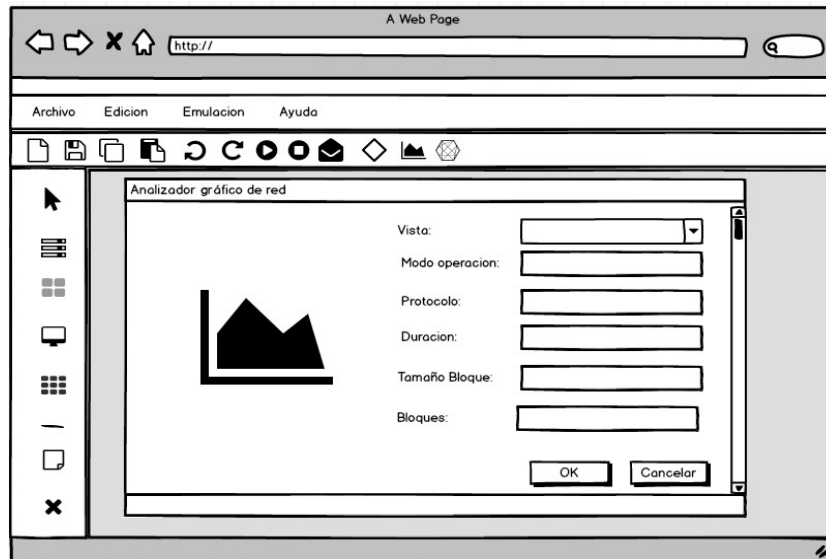 A Web Page
http://
Archivo Edicion Emulacion Ayuda
Analizador gráfico de red
Vista:
Modo operacion:
Protocolo:
Duracion:
Tamaño Bloque:
Bloques:
OK Cancelar